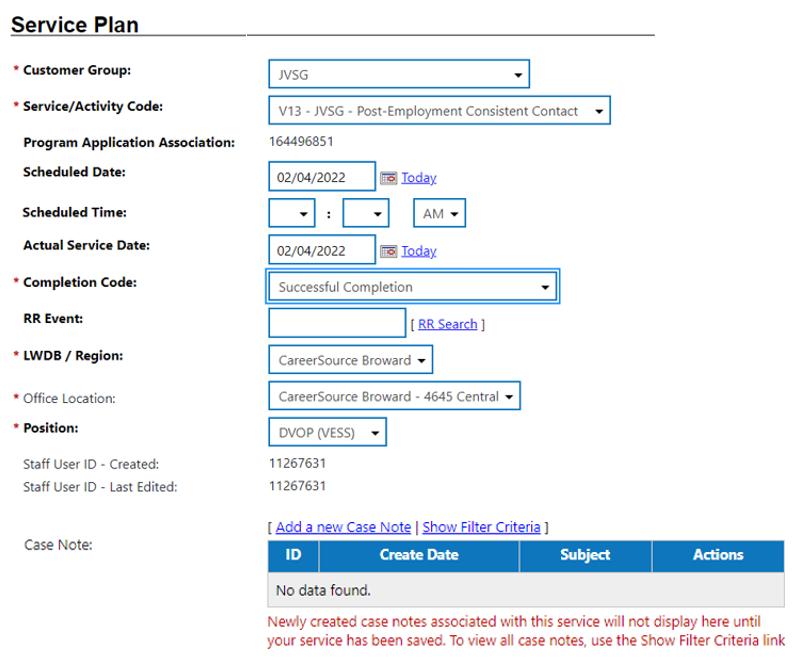 Service Plan
* Customer Group: JVSG
* Service/Activity Code: V13 - JVSG - Post-Employment Consistent Contact
Program Application Association: 164496851
Scheduled Date: 02/04/2022 Today
Scheduled Time: : AM
Actual Service Date: 02/04/2022 Today
* Completion Code: Successful Completion
RR Event: [ RR Search ]
* LWDB / Region: CareerSource Broward
* Office Location: CareerSource Broward - 4645 Central
* Position: DVOP (VESS)
Staff User ID - Created: 11267631
Staff User ID - Last Edited: 11267631
[ Add a new Case Note | Show Filter Criteria ]
Case Note:
ID Create Date Subject Actions
No data found.
Newly created case notes associated with this service will not display here until
your service has been saved. To view all case notes, use the Show Filter Criteria link